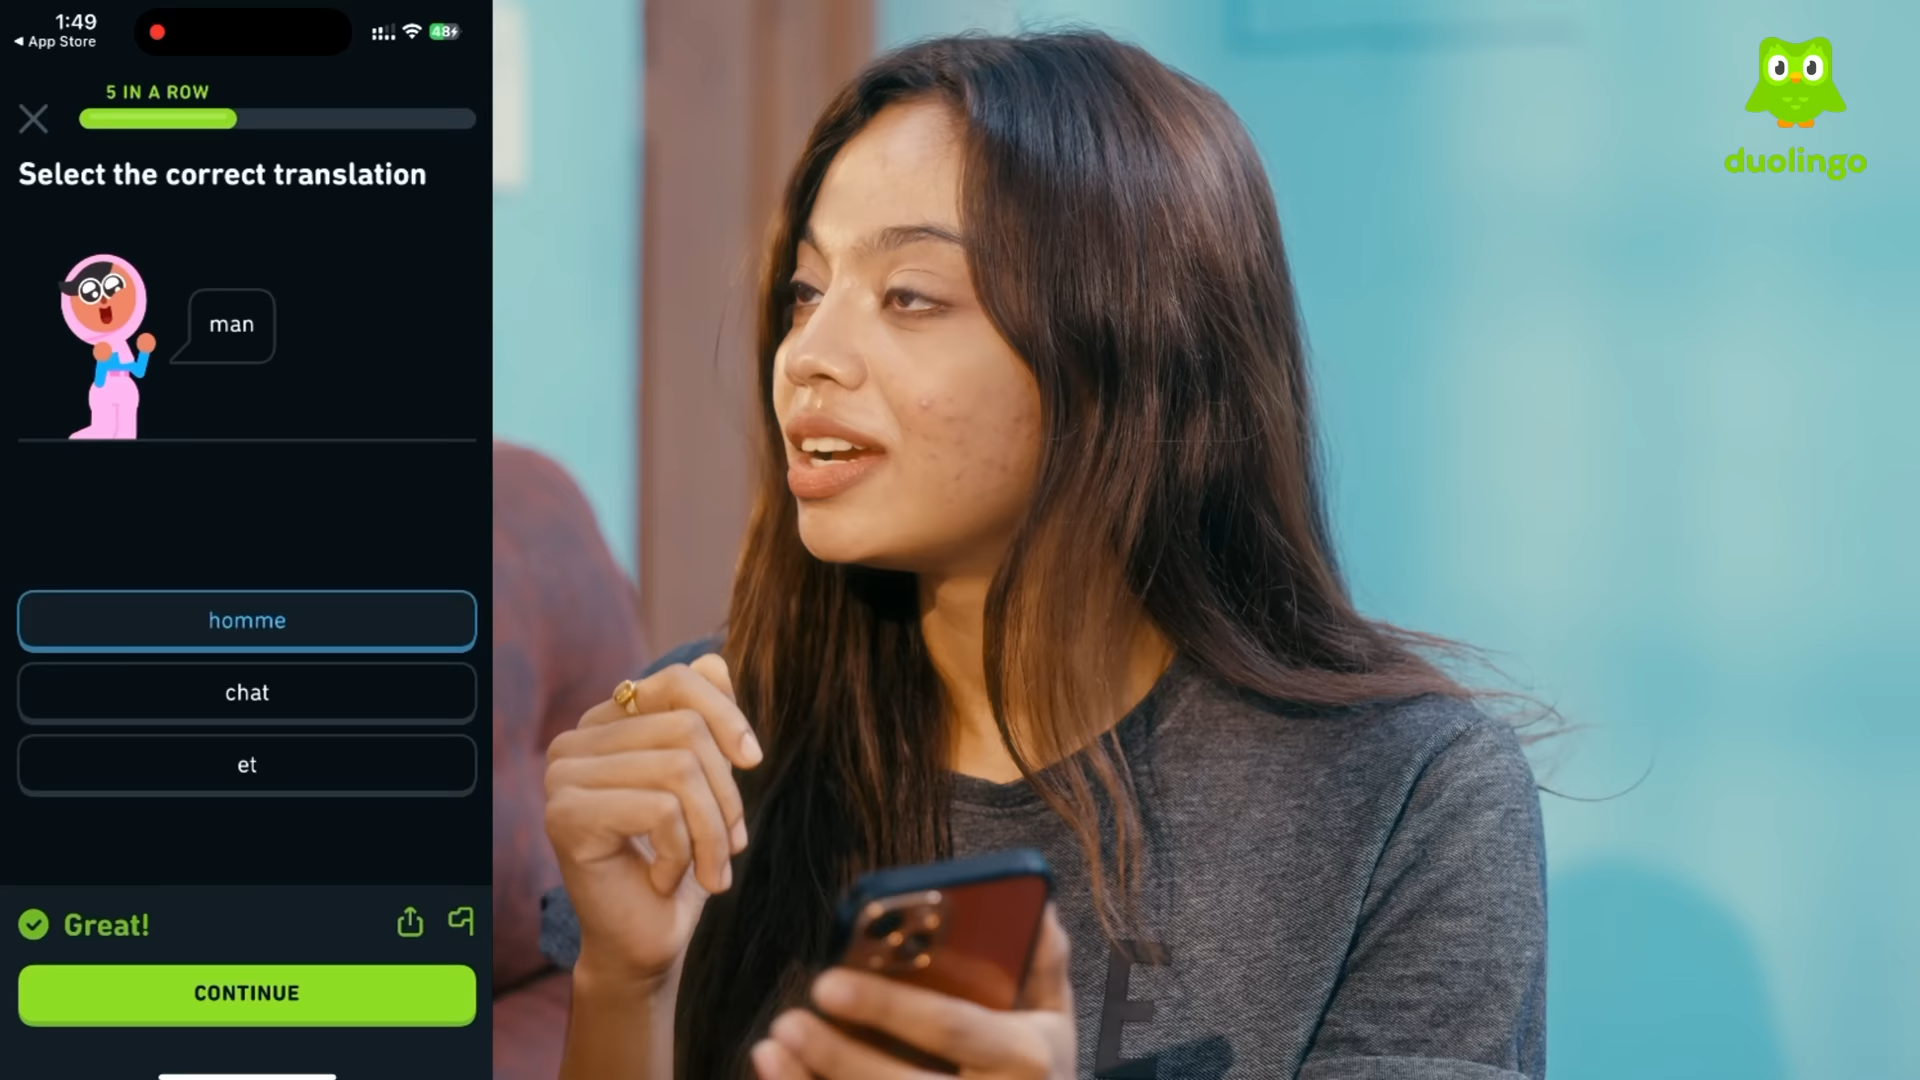 1:49
◀ App Store
48
5 IN A ROW
Select the correct translation
man
homme
chat
et
Great!
CONTINUE
duolingo
E